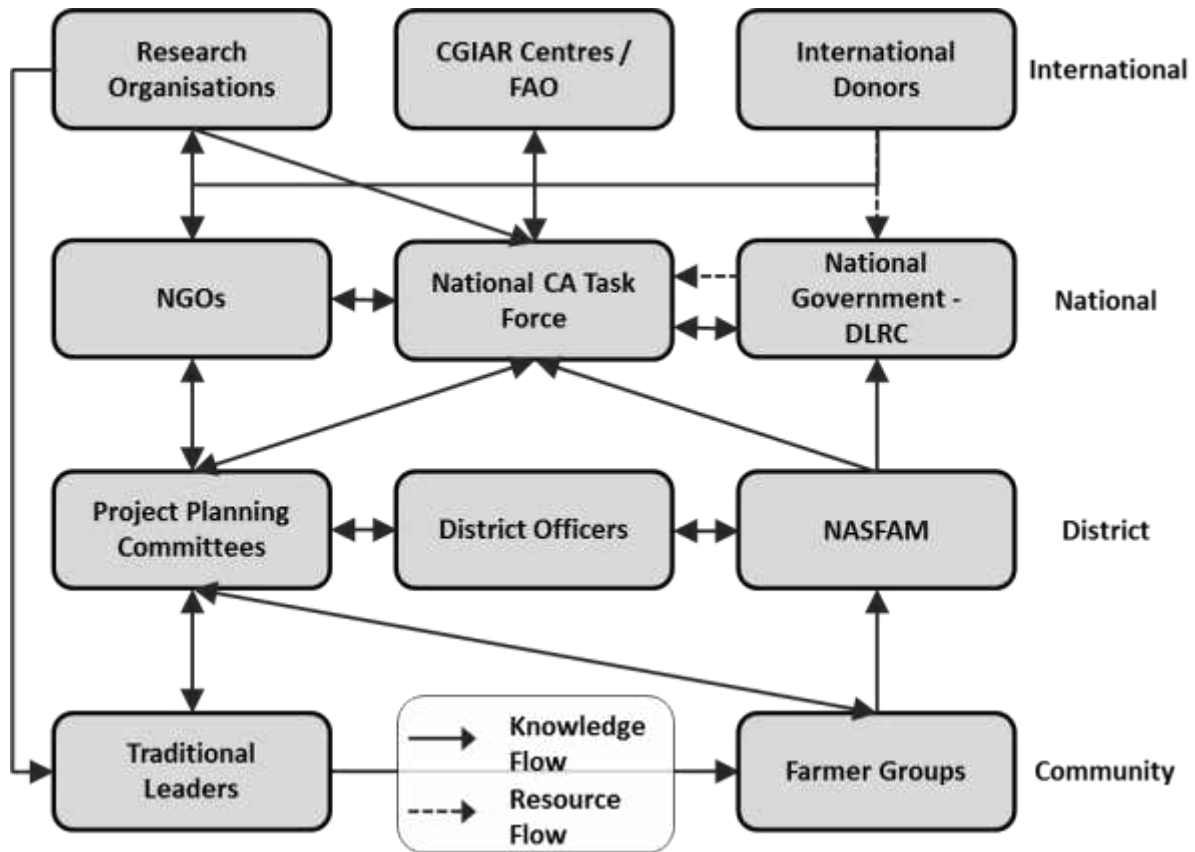 Research
Organisations
CGIAR Centres /
FAO
International
Donors
International
NGOs
National CA Task
Force
National
Government -
DLRC
National
Project Planning
Committees
District Officers
NASFAM
District
Traditional
Leaders
Knowledge
Flow
Resource
Flow
Farmer Groups
Community